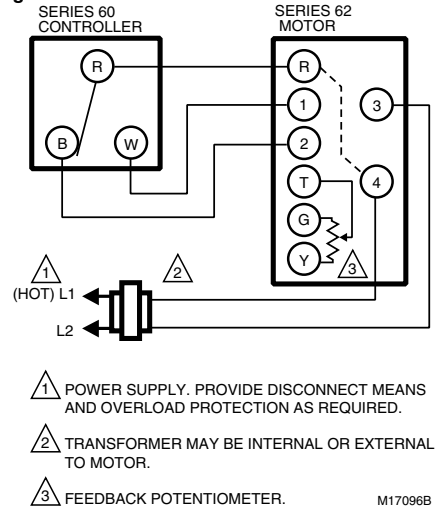 SERIES 60
CONTROLLER
SERIES 62
MOTOR
R
B
W
R
1
2
T
G
Y
3
4
3
1
2
(HOT) L1
L2
1 POWER SUPPLY. PROVIDE DISCONNECT MEANS
AND OVERLOAD PROTECTION AS REQUIRED.
2 TRANSFORMER MAY BE INTERNAL OR EXTERNAL
TO MOTOR.
3 FEEDBACK POTENTIOMETER.
M17096B